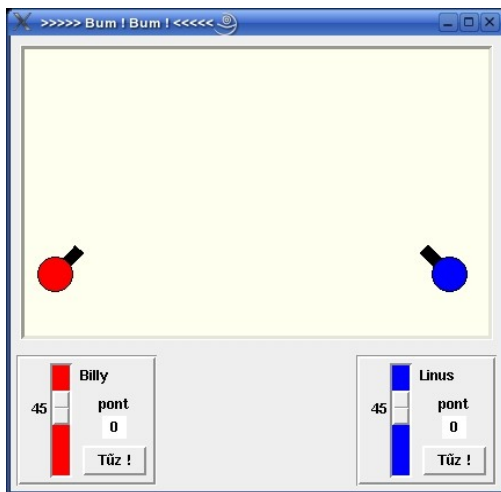 >>>>> Bum ! Bum ! <<<<<
Billy
45
pont
0
Tűz !
Linus
45
pont
0
Tűz !